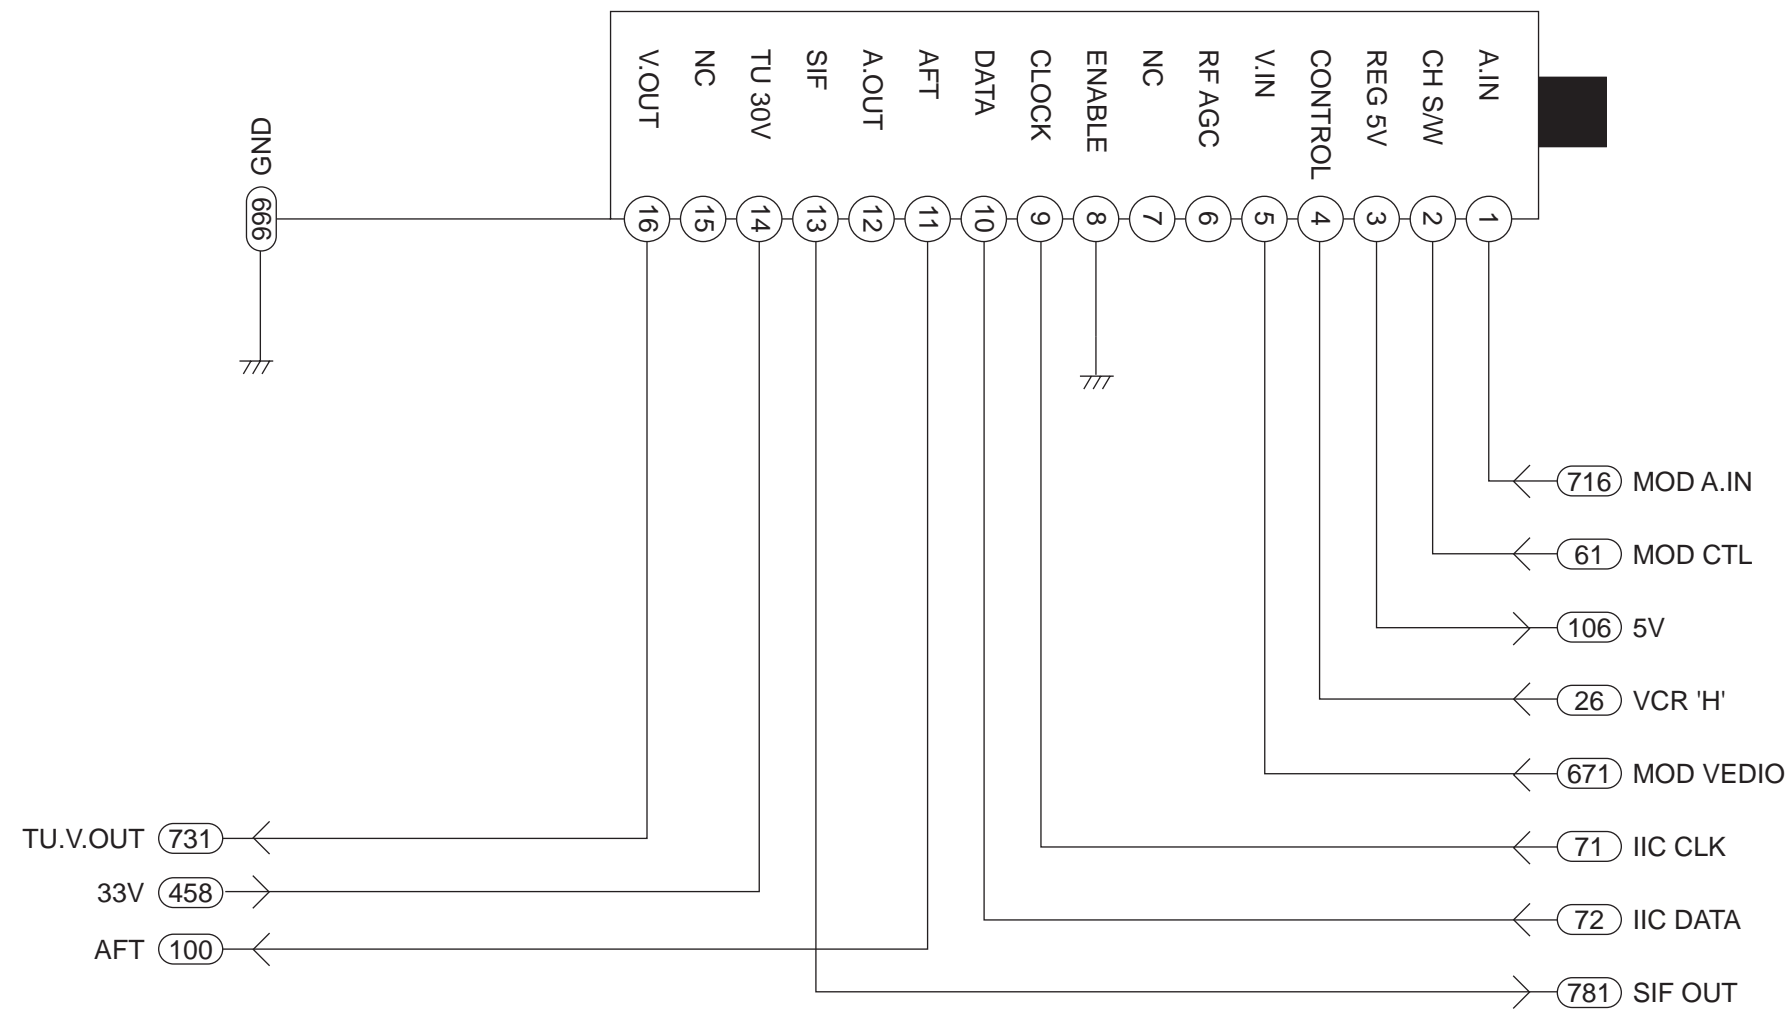 V.OUT
NC
TU 30V
SIF
A.OUT
AFT
DATA
CLOCK
ENABLE
NC
RF AGC
V.IN
CONTROL
REG 5V
CH S/W
A.IN
GND
999
16
15
14
13
12
11
10
9
8
7
6
5
4
3
2
1
716 MOD A.IN
61 MOD CTL
106 5V
26 VCR 'H'
671 MOD VEDIO
71 IIC CLK
72 IIC DATA
781 SIF OUT
TU.V.OUT 731
33V 458
AFT 100